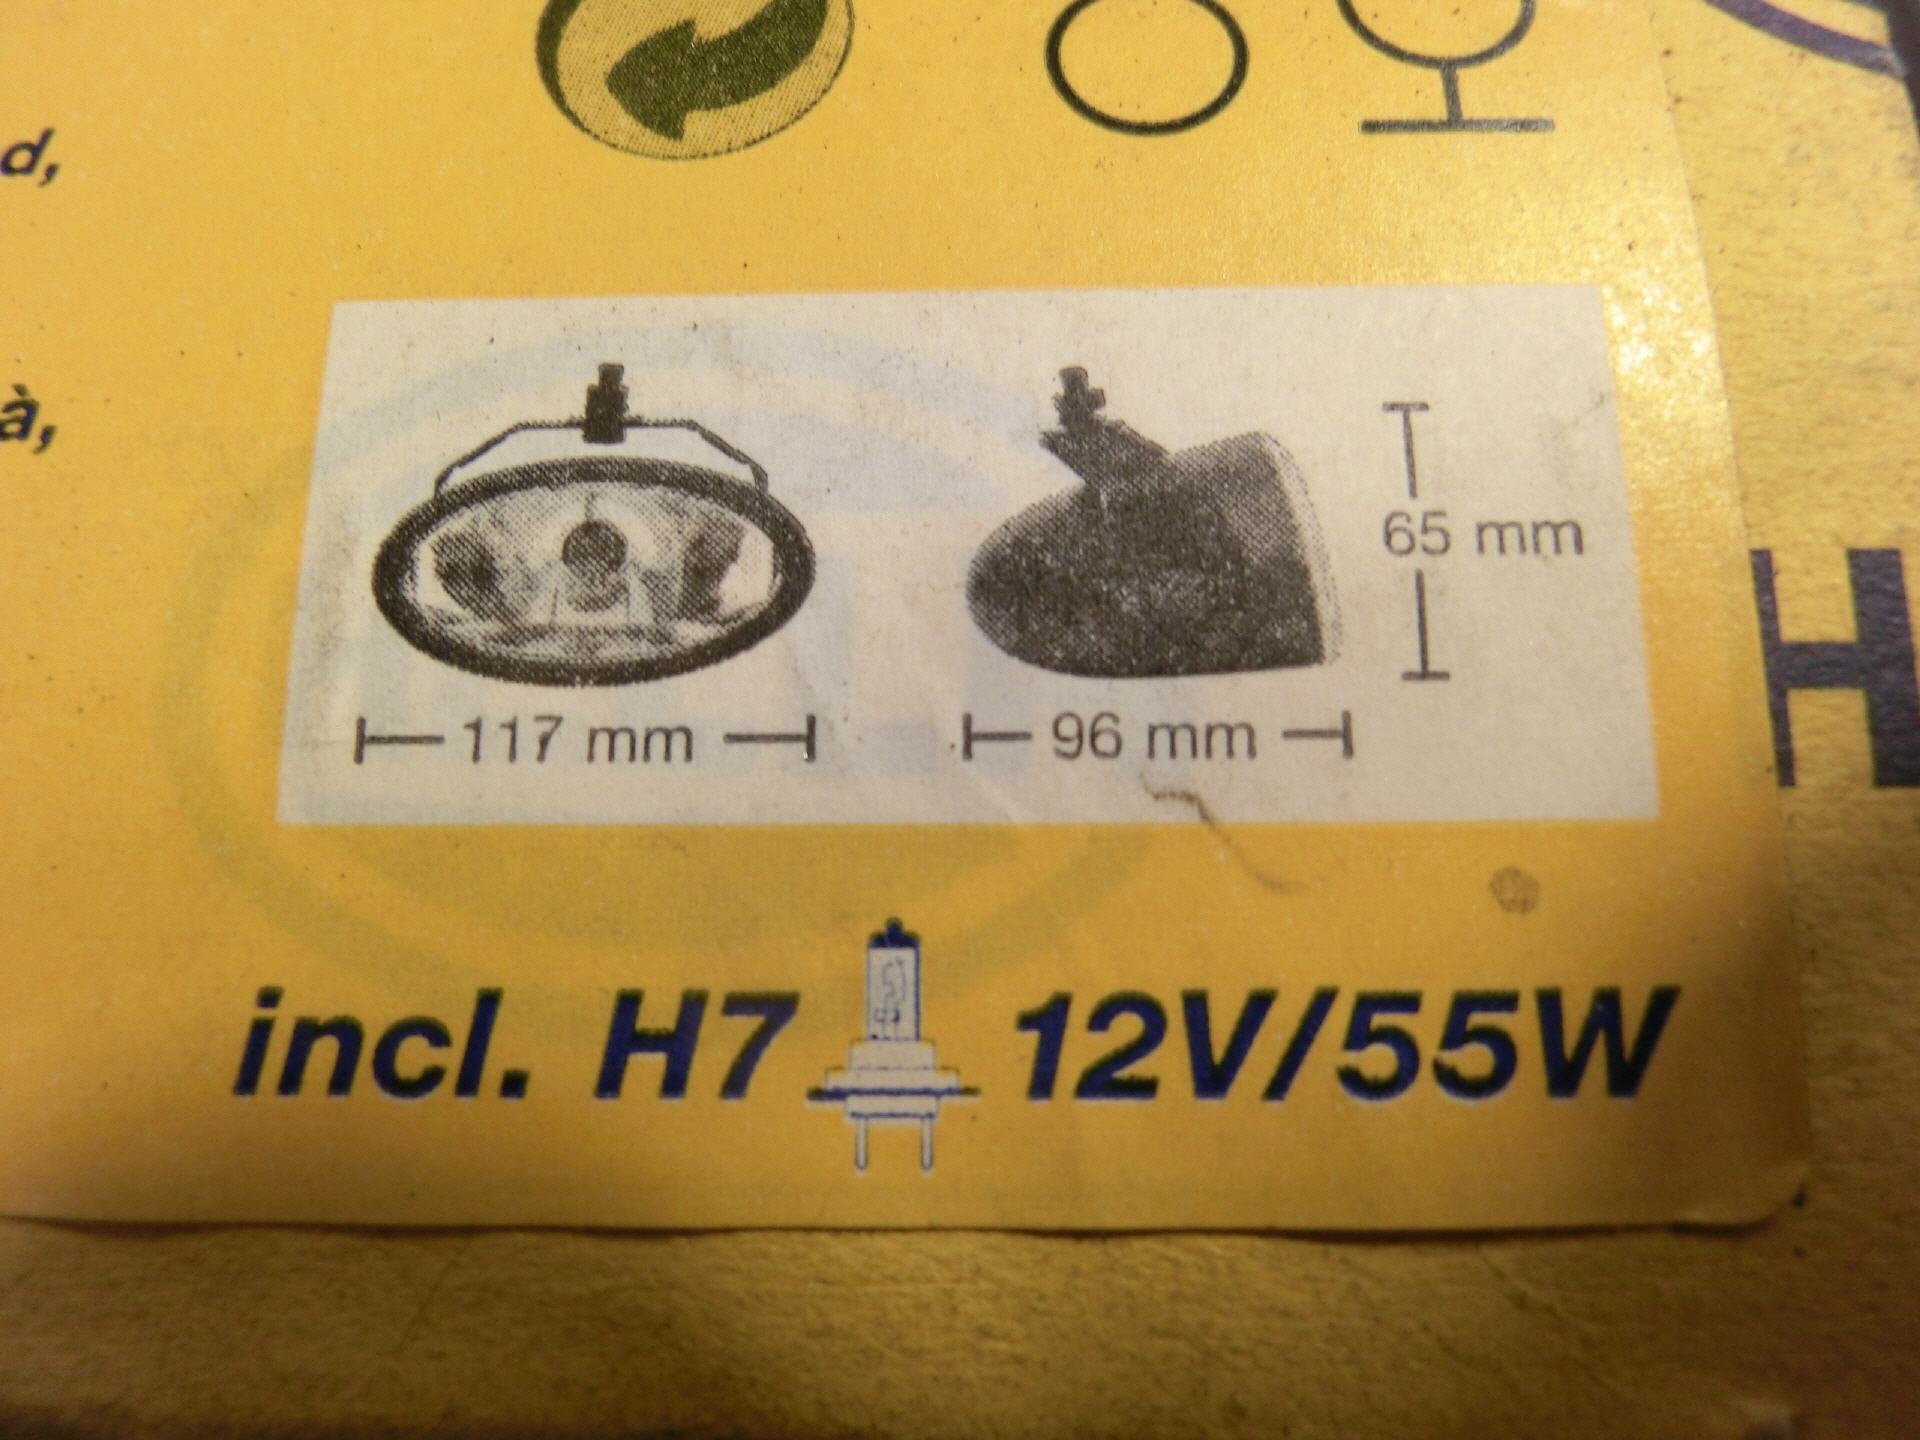 d,
à,
65 mm
117 mm
96 mm
H
incl. H7 12V/55W